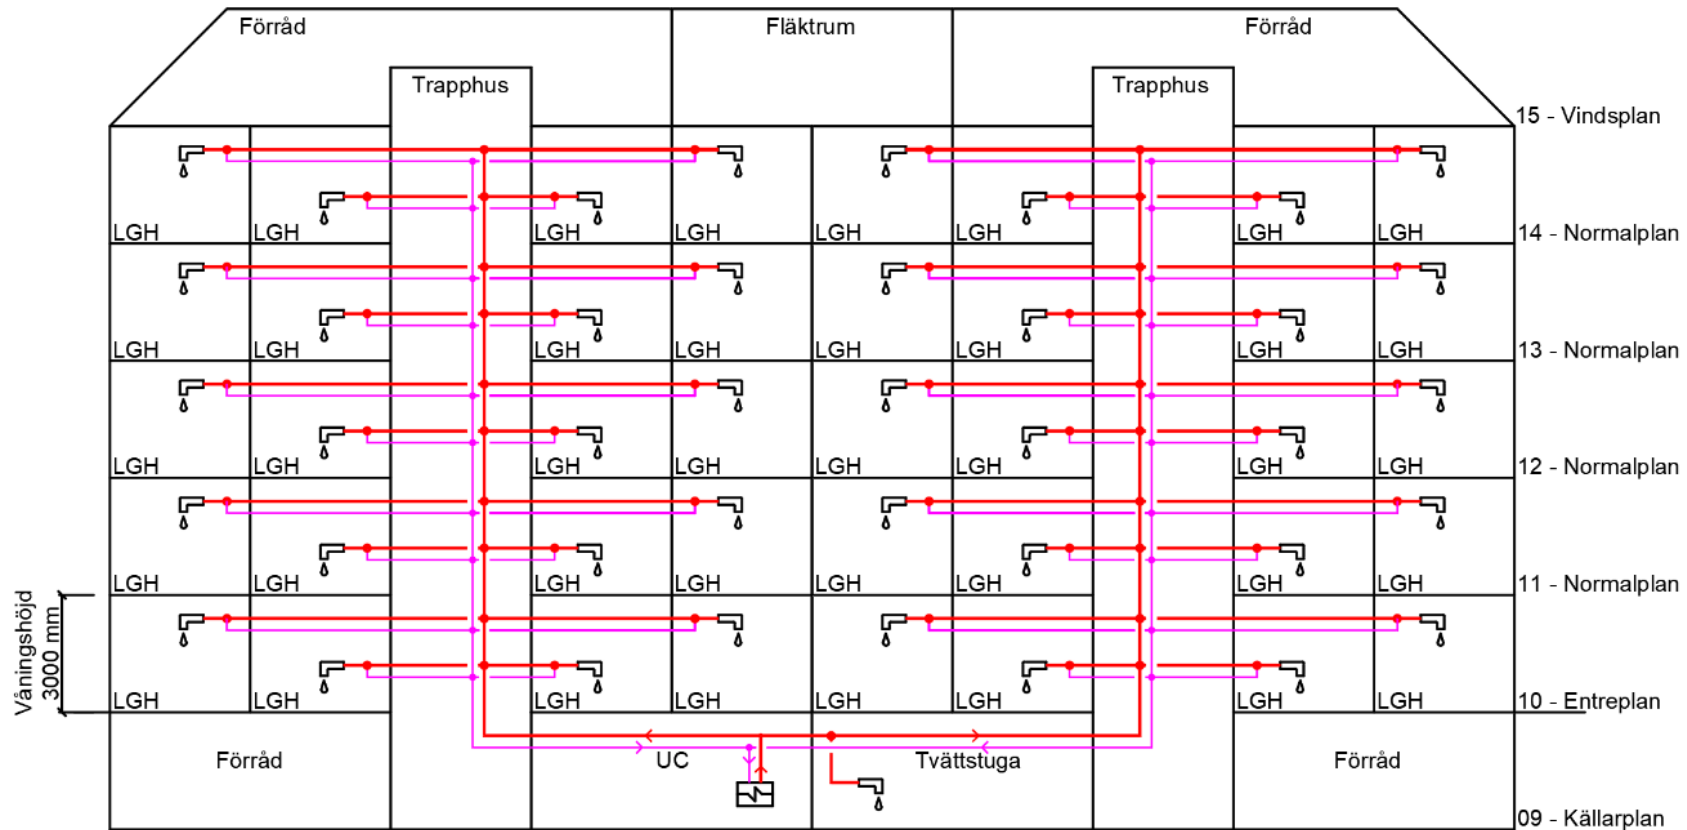 Förråd
Fläktrum
Förråd
Trapphus
Trapphus
15 - Vindsplan
LGH
LGH
LGH
LGH
LGH
LGH
LGH
LGH
14 - Normalplan
LGH
LGH
LGH
LGH
LGH
LGH
LGH
LGH
13 - Normalplan
LGH
LGH
LGH
LGH
LGH
LGH
LGH
LGH
12 - Normalplan
LGH
LGH
LGH
LGH
LGH
LGH
LGH
LGH
11 - Normalplan
Våningshöjd
3000 mm
LGH
LGH
LGH
LGH
LGH
LGH
LGH
LGH
10 - Entreplan
Förråd
UC
Tvättstuga
Förråd
09 - Källarplan